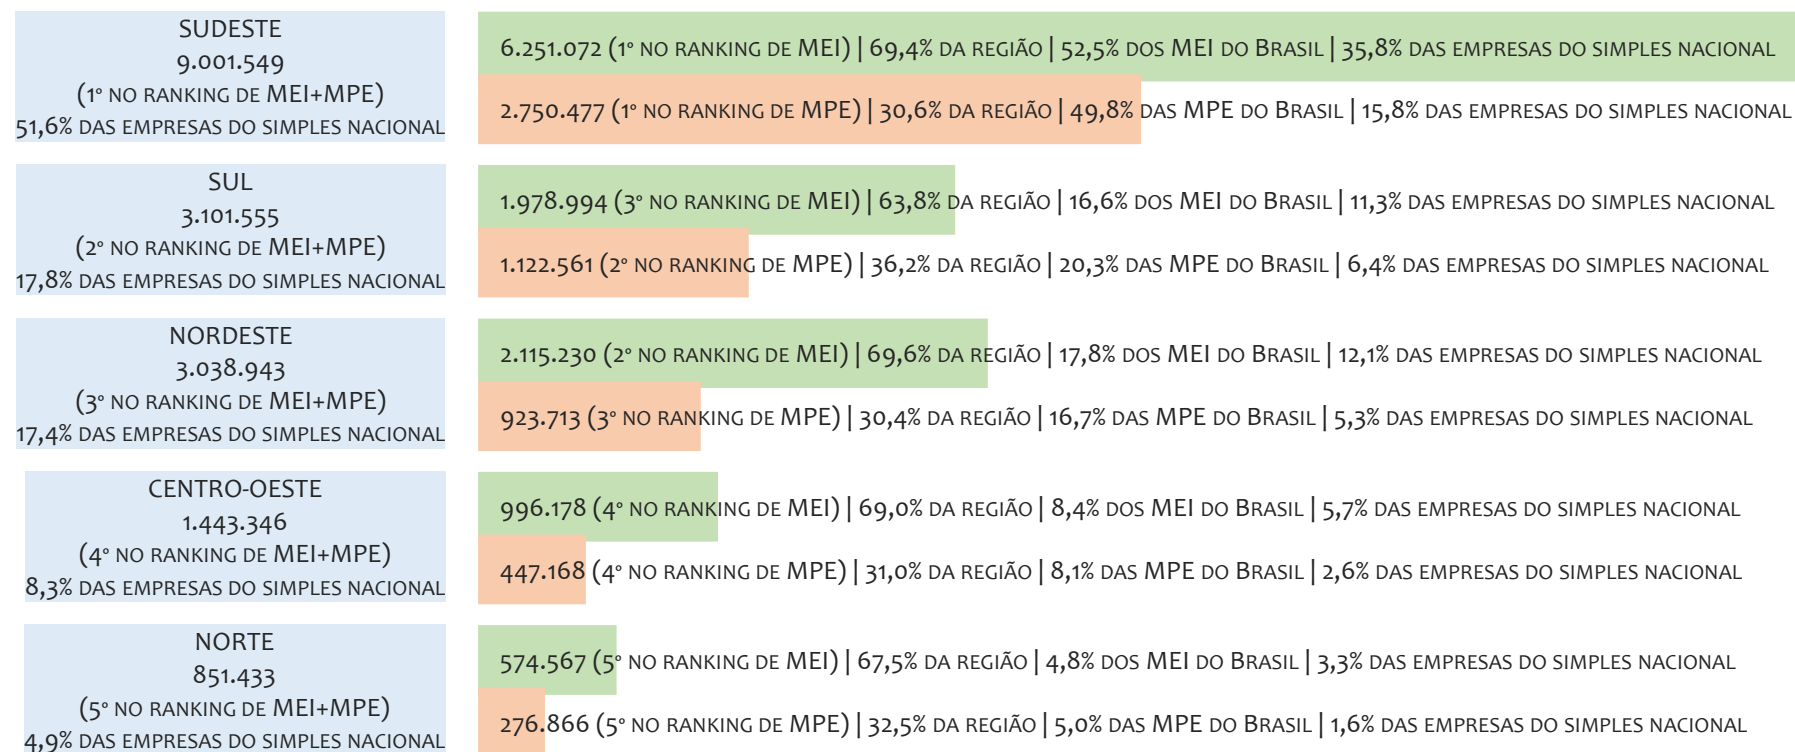 SUDESTE
9.001.549
(1º NO RANKING DE MEI+MPE)
51,6% DAS EMPRESAS DO SIMPLES NACIONAL
6.251.072 (1º NO RANKING DE MEI) | 69,4% DA REGIÃO | 52,5% DOS MEI DO BRASIL | 35,8% DAS EMPRESAS DO SIMPLES NACIONAL
2.750.477 (1º NO RANKING DE MPE) | 30,6% DA REGIÃO | 49,8% DAS MPE DO BRASIL | 15,8% DAS EMPRESAS DO SIMPLES NACIONAL
SUL
3.101.555
(2º NO RANKING DE MEI+MPE)
17,8% DAS EMPRESAS DO SIMPLES NACIONAL
1.978.994 (3º NO RANKING DE MEI) | 63,8% DA REGIÃO | 16,6% DOS MEI DO BRASIL | 11,3% DAS EMPRESAS DO SIMPLES NACIONAL
1.122.561 (2º NO RANKING DE MPE) | 36,2% DA REGIÃO | 20,3% DAS MPE DO BRASIL | 6,4% DAS EMPRESAS DO SIMPLES NACIONAL
NORDESTE
3.038.943
(3º NO RANKING DE MEI+MPE)
17,4% DAS EMPRESAS DO SIMPLES NACIONAL
2.115.230 (2º NO RANKING DE MEI) | 69,6% DA REGIÃO | 17,8% DOS MEI DO BRASIL | 12,1% DAS EMPRESAS DO SIMPLES NACIONAL
923.713 (3º NO RANKING DE MPE) | 30,4% DA REGIÃO | 16,7% DAS MPE DO BRASIL | 5,3% DAS EMPRESAS DO SIMPLES NACIONAL
CENTRO-OESTE
1.443.346
(4º NO RANKING DE MEI+MPE)
8,3% DAS EMPRESAS DO SIMPLES NACIONAL
996.178 (4º NO RANKING DE MEI) | 69,0% DA REGIÃO | 8,4% DOS MEI DO BRASIL | 5,7% DAS EMPRESAS DO SIMPLES NACIONAL
447.168 (4º NO RANKING DE MPE) | 31,0% DA REGIÃO | 8,1% DAS MPE DO BRASIL | 2,6% DAS EMPRESAS DO SIMPLES NACIONAL
NORTE
851.433
(5º NO RANKING DE MEI+MPE)
4,9% DAS EMPRESAS DO SIMPLES NACIONAL
574.567 (5º NO RANKING DE MEI) | 67,5% DA REGIÃO | 4,8% DOS MEI DO BRASIL | 3,3% DAS EMPRESAS DO SIMPLES NACIONAL
276.866 (5º NO RANKING DE MPE) | 32,5% DA REGIÃO | 5,0% DAS MPE DO BRASIL | 1,6% DAS EMPRESAS DO SIMPLES NACIONAL